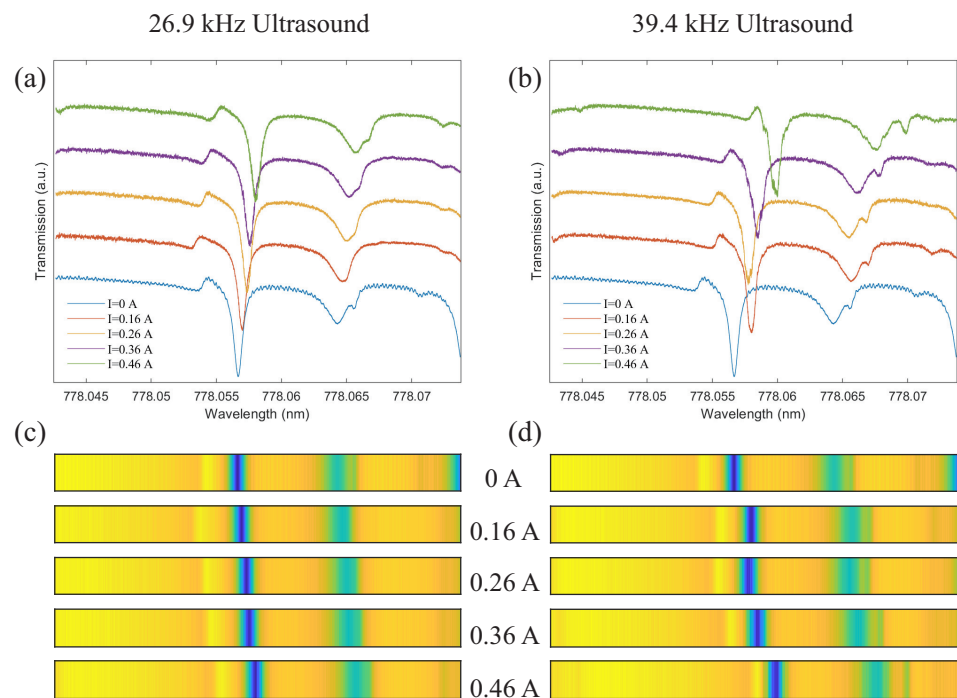 26.9 kHz Ultrasound
39.4 kHz Ultrasound
(a)
Transmission (a.u.)
I=0 A
I=0.16 A
I=0.26 A
I=0.36 A
I=0.46 A
778.045 778.05 778.055 778.06 778.065 778.07
Wavelength (nm)
(b)
Transmission (a.u.)
I=0 A
I=0.16 A
I=0.26 A
I=0.36 A
I=0.46 A
778.045 778.05 778.055 778.06 778.065 778.07
Wavelength (nm)
(c)
(d)
0 A
0.16 A
0.26 A
0.36 A
0.46 A